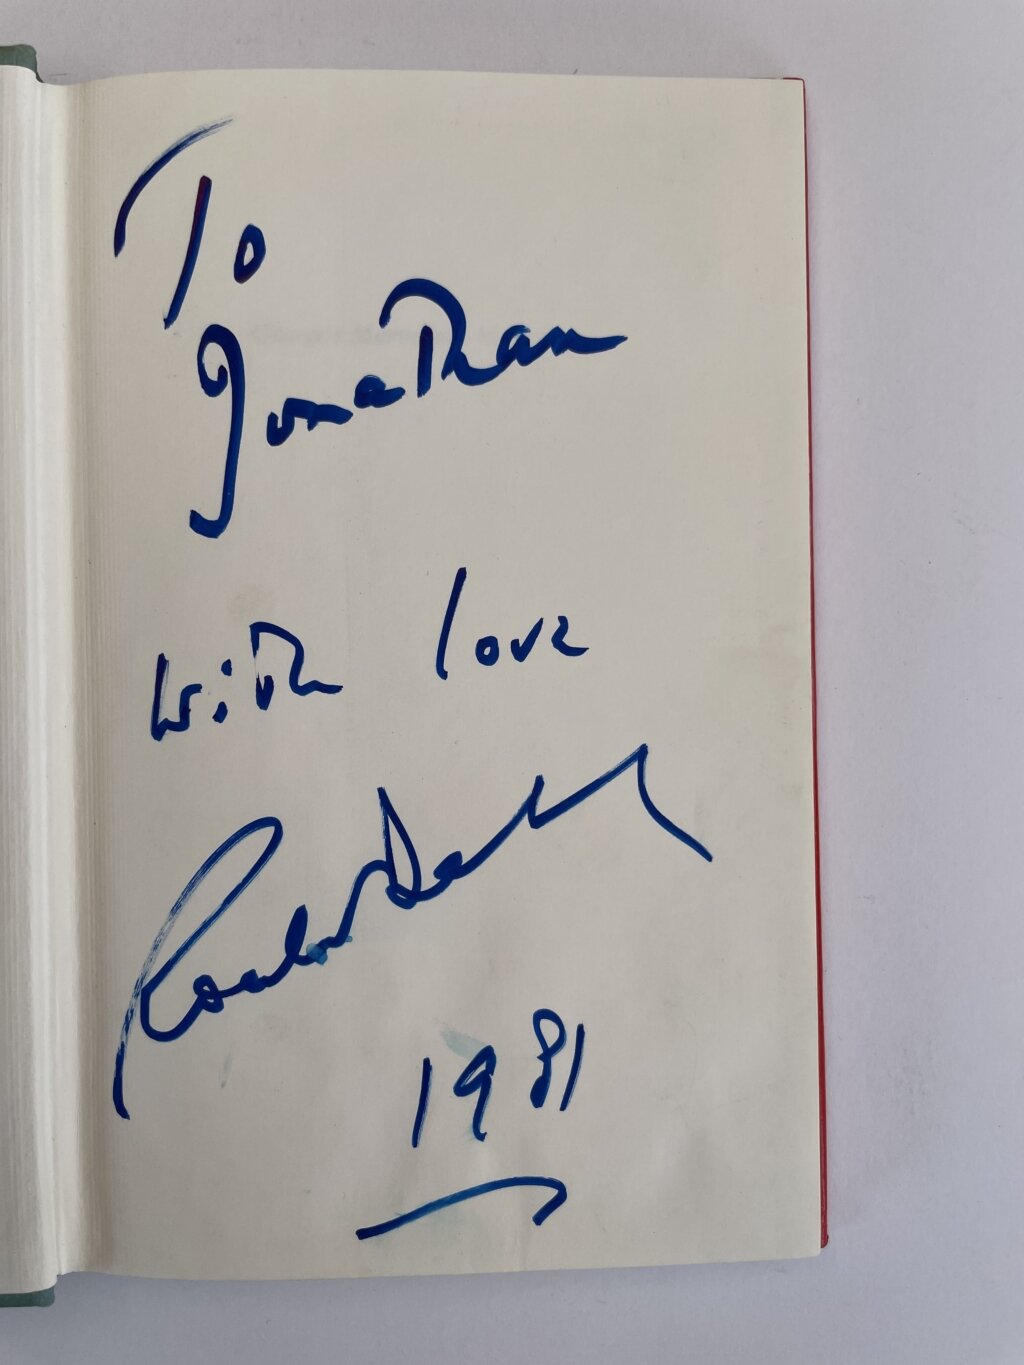 To
Jonathan
with love
Roald Dahl
1981